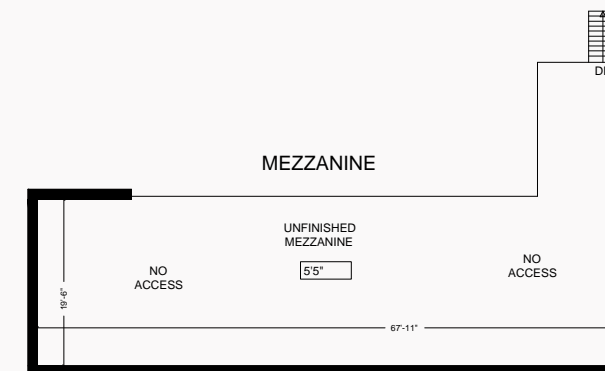 MEZZANINE
UNFINISHED
MEZZANINE
5'5"
NO
ACCESS
NO
ACCESS
19'-6"
67'-11"